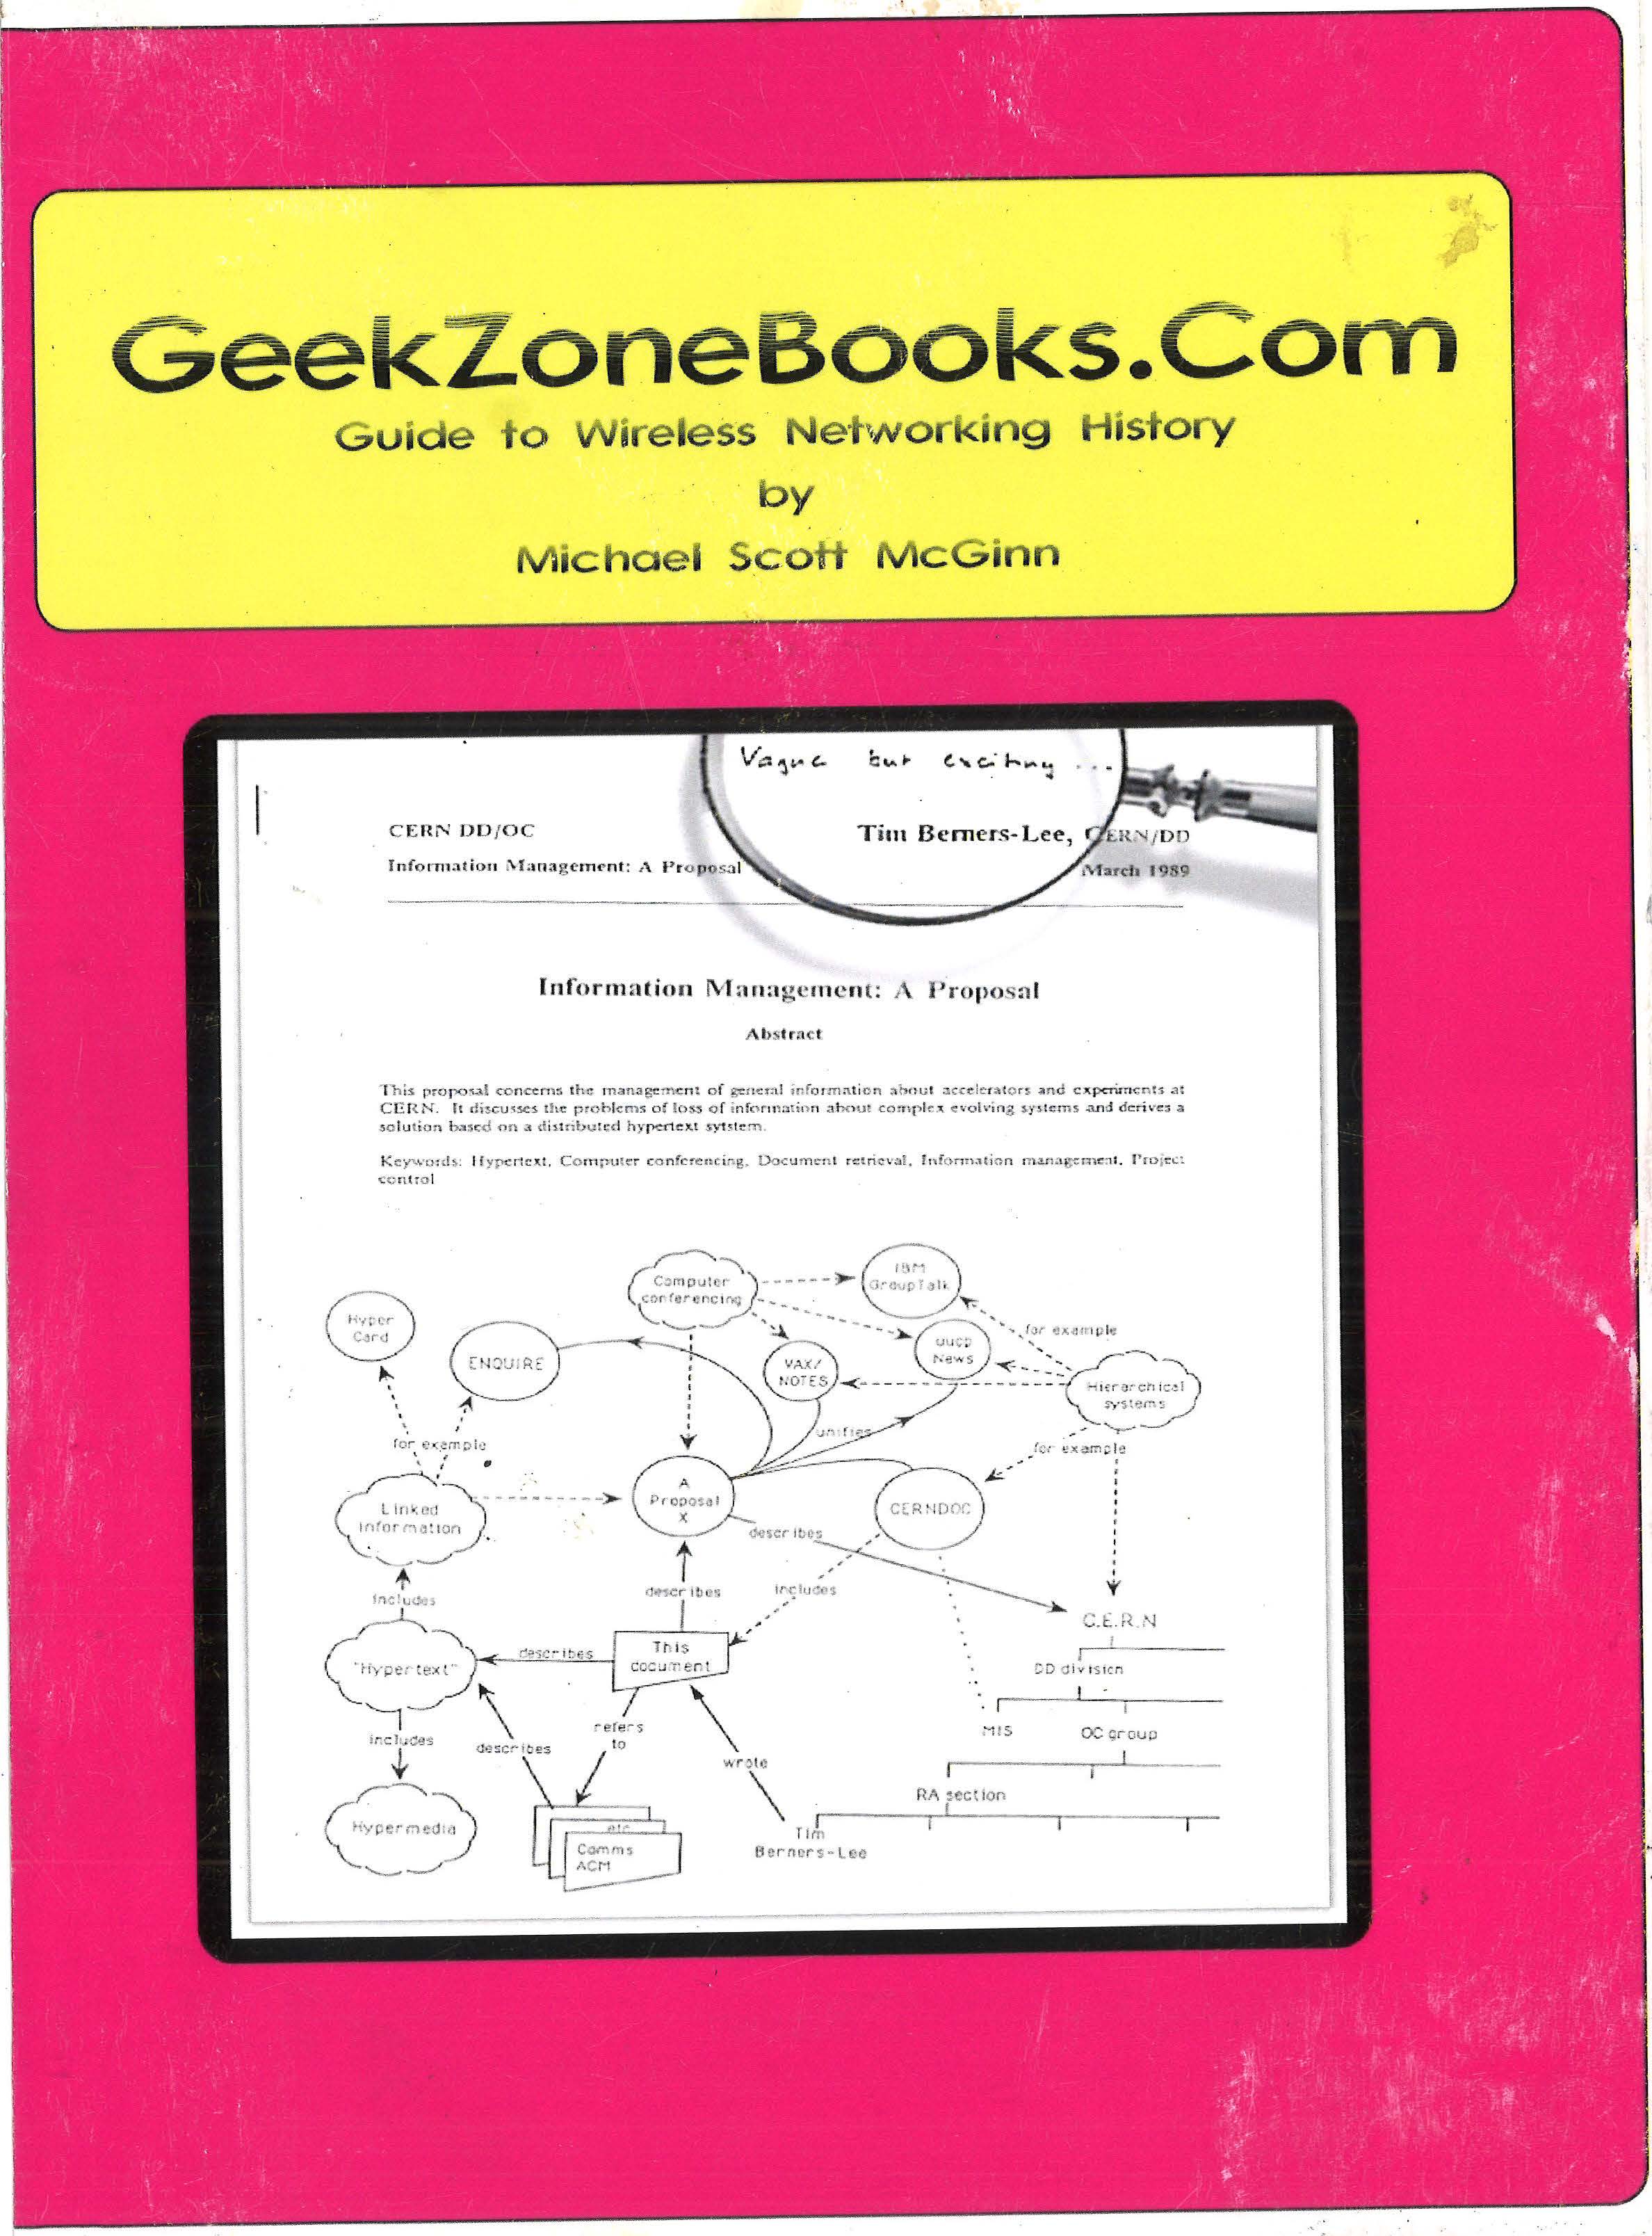 GeekZoneBooks.Com
Guide to Wireless Networking History
by
Michael Scott McGinn
Vague but exciting ...
CERN DD/OC
Tim Berners-Lee, CERN/DD
Information Management: A Proposal
March 1989
Information Management: A Proposal
Abstract
This proposal concerns the management of general information about accelerators and experiments at
CERN. It discusses the problems of loss of information about complex evolving systems and derives a
solution based on a distributed hypertext sytstem.
Keywords: Hypertext, Computer conferencing, Document retrieval, Information management, Project
control
Computer
conferencing
IBM
GroupTalk
Hyper
Card
ENQUIRE
VAX/
NOTES
uucp
News
for example
Hierarchical
systems
for example
unifies
for example
Linked
information
A
Proposal
X
CERNDOC
describes
includes
describes
includes
C.E.R.N
"Hypertext"
describes
This
document
DD division
includes
describes
refers
to
wrote
MIS
OC group
RA section
Hypermedia
etc
Comms
ACM
Tim
Berners-Lee